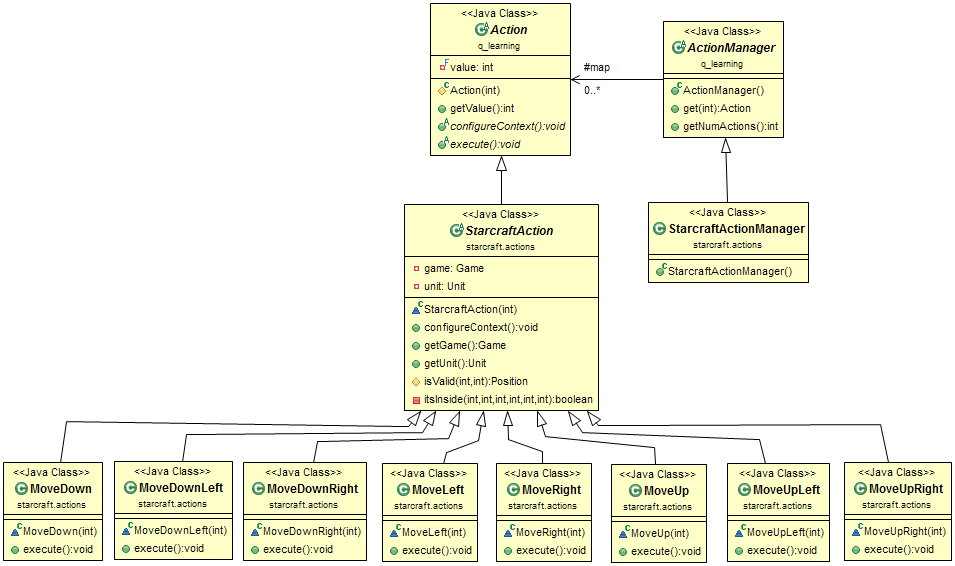 <<Java Class>>
Action
q_learning
value: int
Action(int)
getValue():int
configureContext():void
execute():void
#map
0..*
<<Java Class>>
ActionManager
q_learning
ActionManager()
get(int):Action
getNumActions():int
<<Java Class>>
StarcraftAction
starcraft.actions
game: Game
unit: Unit
StarcraftAction(int)
configureContext():void
getGame():Game
getUnit():Unit
isValid(int,int):Position
itsInside(int,int,int,int,int,int):boolean
<<Java Class>>
StarcraftActionManager
starcraft.actions
StarcraftActionManager()
<<Java Class>>
MoveDown
starcraft.actions
MoveDown(int)
execute():void
<<Java Class>>
MoveDownLeft
starcraft.actions
MoveDownLeft(int)
execute():void
<<Java Class>>
MoveDownRight
starcraft.actions
MoveDownRight(int)
execute():void
<<Java Class>>
MoveLeft
starcraft.actions
MoveLeft(int)
execute():void
<<Java Class>>
MoveRight
starcraft.actions
MoveRight(int)
execute():void
<<Java Class>>
MoveUp
starcraft.actions
MoveUp(int)
execute():void
<<Java Class>>
MoveUpLeft
starcraft.actions
MoveUpLeft(int)
execute():void
<<Java Class>>
MoveUpRight
starcraft.actions
MoveUpRight(int)
execute():void